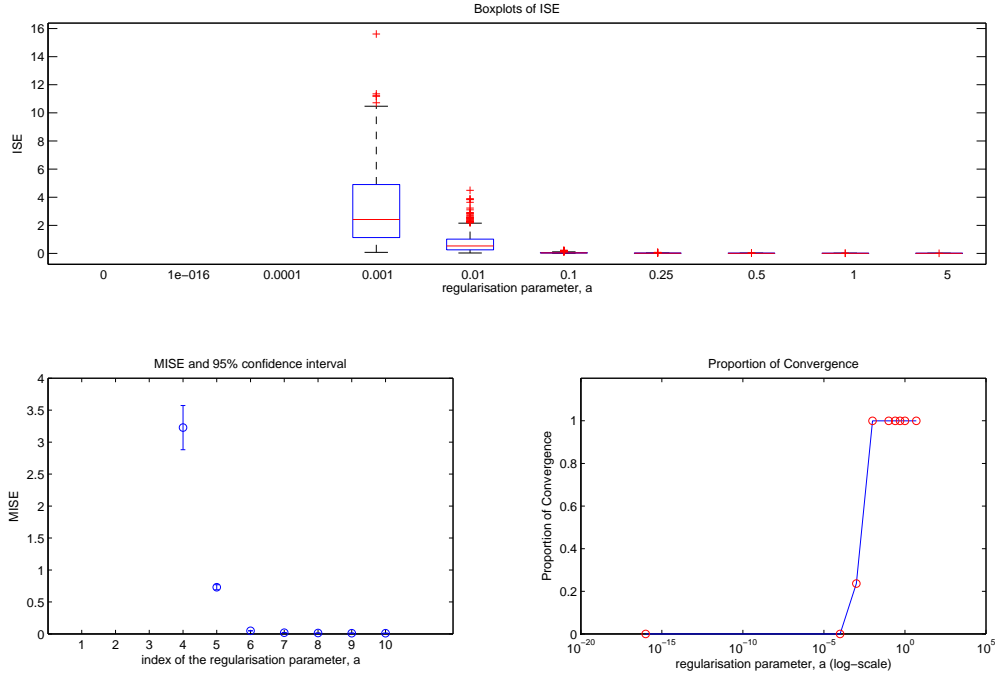 Boxplots of ISE
16
14
12
10
8
6
4
2
0
ISE
0 1e−016 0.0001 0.001 0.01 0.1 0.25 0.5 1 5
regularisation parameter, a
MISE and 95% confidence interval
4
3.5
3
2.5
2
1.5
1
0.5
0
MISE
1 2 3 4 5 6 7 8 9 10
index of the regularisation parameter, a
Proportion of Convergence
1
0.8
0.6
0.4
0.2
0
Proportion of Convergence
10^−20 10^−15 10^−10 10^−5 10^0 10^5
regularisation parameter, a (log−scale)